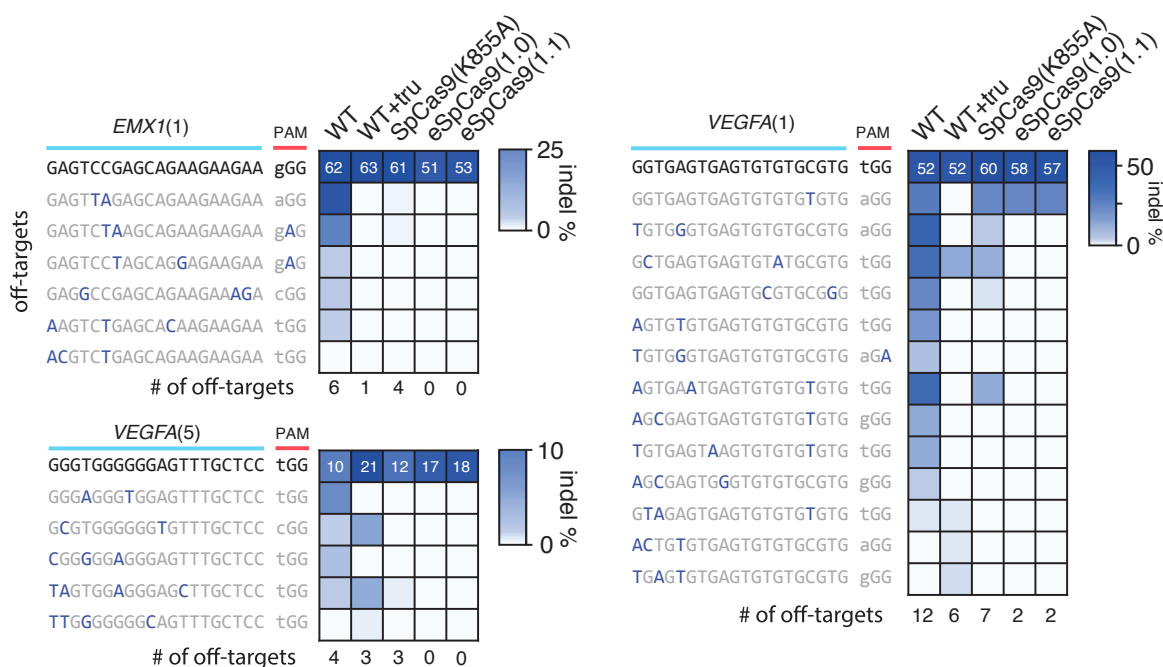 EMX1(1) PAM WT WT+tru SpCas9(K855A) eSpCas9(1.0) eSpCas9(1.1)
GAGTCCGAGCAGAAGAAGAA gGG 62 63 61 51 53
GAGTTAGAGCAGAAGAAGAA aGG
GAGTCTAAGCAGAAGAAGAA gAG
GAGTCCTAGCAGGAGAAGAA gAG
GAGGCCGAGCAGAAGAAAGA cGG
AAGTCTGAGCACAAGAAGAA tGG
ACGTCTGAGCAGAAGAAGAA tGG
# of off-targets 6 1 4 0 0
off-targets
25
0
indel %
VEGFA(5) PAM
GGGTGGGGGGAGTTTGCTCC tGG 10 21 12 17 18
GGGAGGGTGGAGTTTGCTCC tGG
GCGTGGGGGGTGTTTGCTCC cGG
CGGGGGAGGGAGTTTGCTCC tGG
TAGTGGAGGGAGCTTGCTCC tGG
TTGGGGGGGCAGTTTGCTCC tGG
# of off-targets 4 3 3 0 0
10
0
indel %
VEGFA(1) PAM WT WT+tru SpCas9(K855A) eSpCas9(1.0) eSpCas9(1.1)
GGTGAGTGAGTGTGTGCGTG tGG 52 52 60 58 57
GGTGAGTGAGTGTGTGTGTG aGG
TGTGGGTGAGTGTGTGCGTG aGG
GCTGAGTGAGTGTATGCGTG tGG
GGTGAGTGAGTGCGTGCGGG tGG
AGTGTGTGAGTGTGTGCGTG tGG
TGTGGGTGAGTGTGTGCGTG aGA
AGTGAATGAGTGTGTGTGTG tGG
AGCGAGTGAGTGTGTGTGTG gGG
TGTGAGTAAGTGTGTGTGTG tGG
AGCGAGTGGGTGTGTGCGTG gGG
GTAGAGTGAGTGTGTGTGTG tGG
ACTGTGTGAGTGTGTGCGTG aGG
TGAGTGTGAGTGTGTGCGTG gGG
# of off-targets 12 6 7 2 2
50
0
indel %